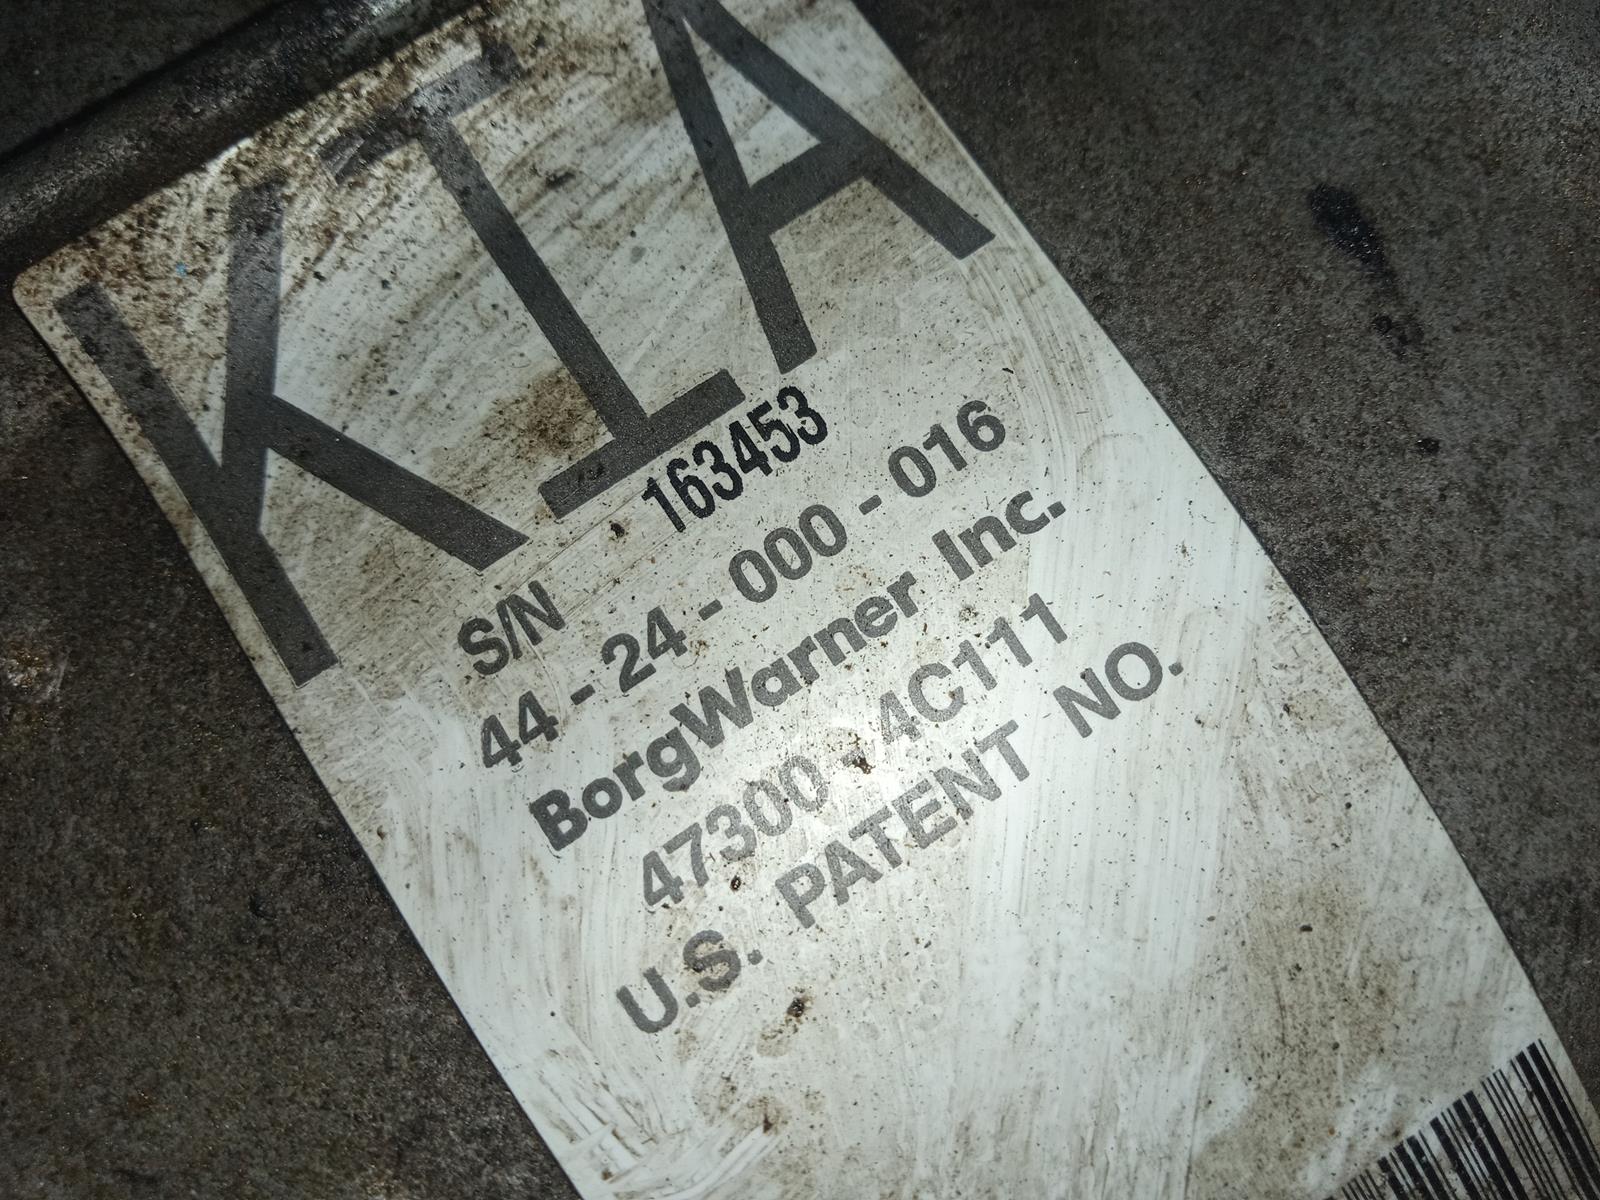 KIA
S/N 163453
44-24-000-016
BorgWarner Inc.
47300-4C111
U.S. PATENT NO.